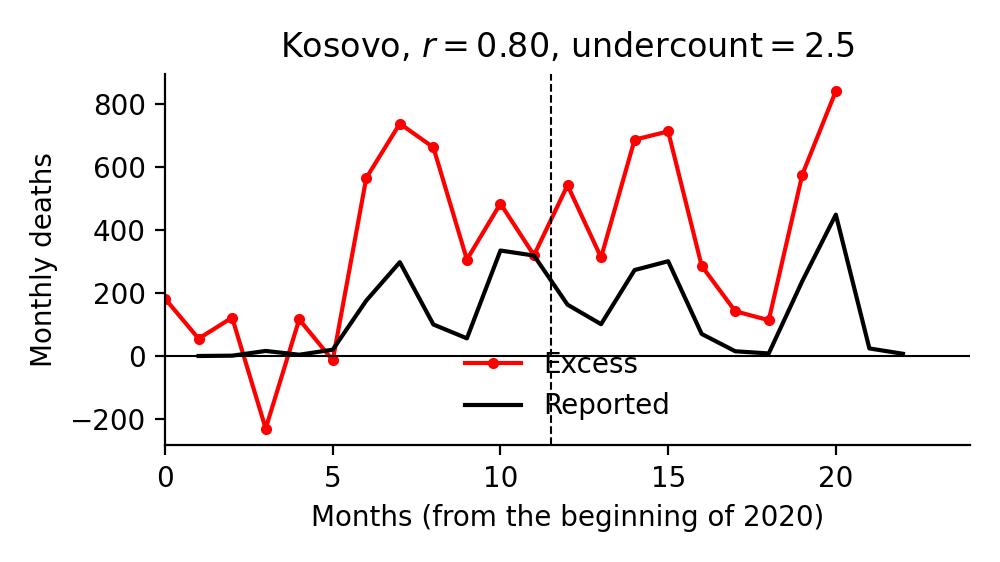 Kosovo, r = 0.80, undercount = 2.5
Monthly deaths
800
600
400
200
0
−200
Excess
Reported
0 5 10 15 20
Months (from the beginning of 2020)